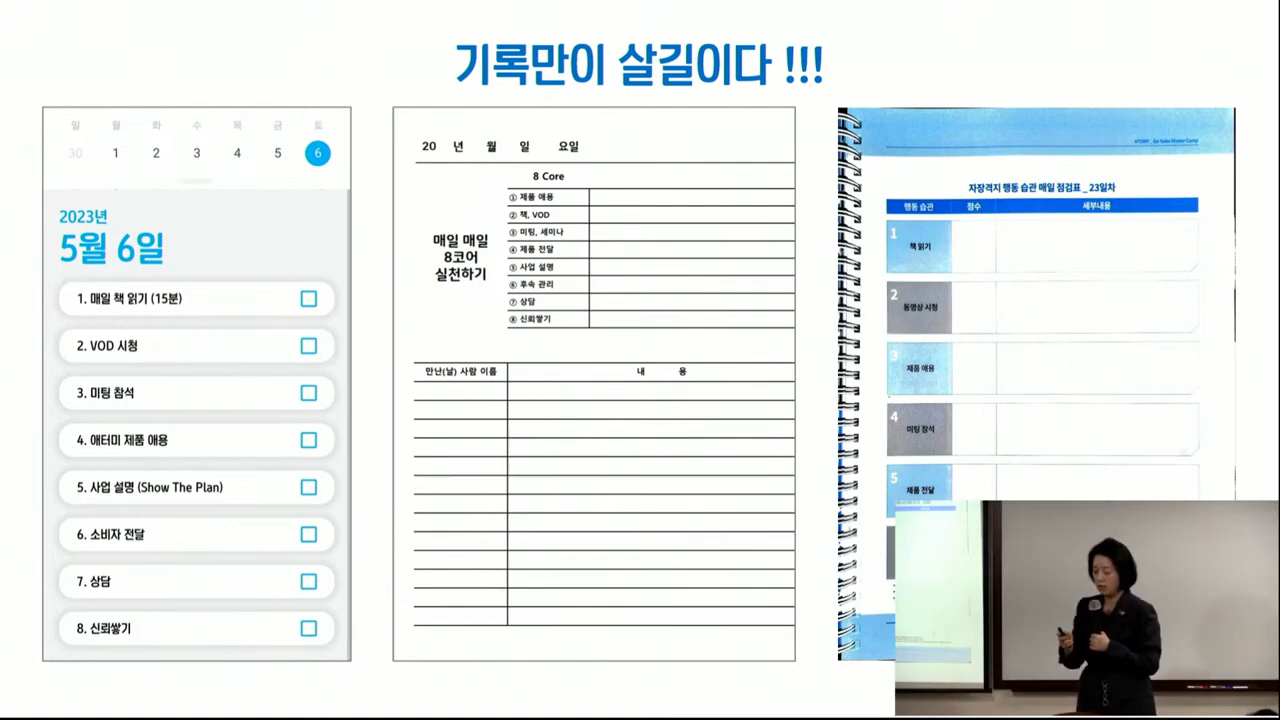 기록만이 살길이다 !!!
일 월 화 수 목 금 토
30 1 2 3 4 5 6
2023년
5월 6일
1. 매일 책 읽기 (15분)
2. VOD 시청
3. 미팅 참석
4. 애터미 제품 애용
5. 사업 설명 (Show The Plan)
6. 소비자 전달
7. 상담
8. 신뢰쌓기
20 년 월 일 요일
8 Core
매일 매일
8코어
실천하기
① 제품 애용
② 책, VOD
③ 미팅, 세미나
④ 제품 전달
⑤ 사업 설명
⑥ 후속 관리
⑦ 상담
⑧ 신뢰쌓기
만난(날) 사람 이름 내 용
ATOMY _ Go Sales Master Camp
자장격지 행동 습관 매일 점검표 _ 23일차
행동 습관 점수 세부내용
1 책 읽기
2 동영상 시청
3 제품 애용
4 미팅 참석
5 제품 전달